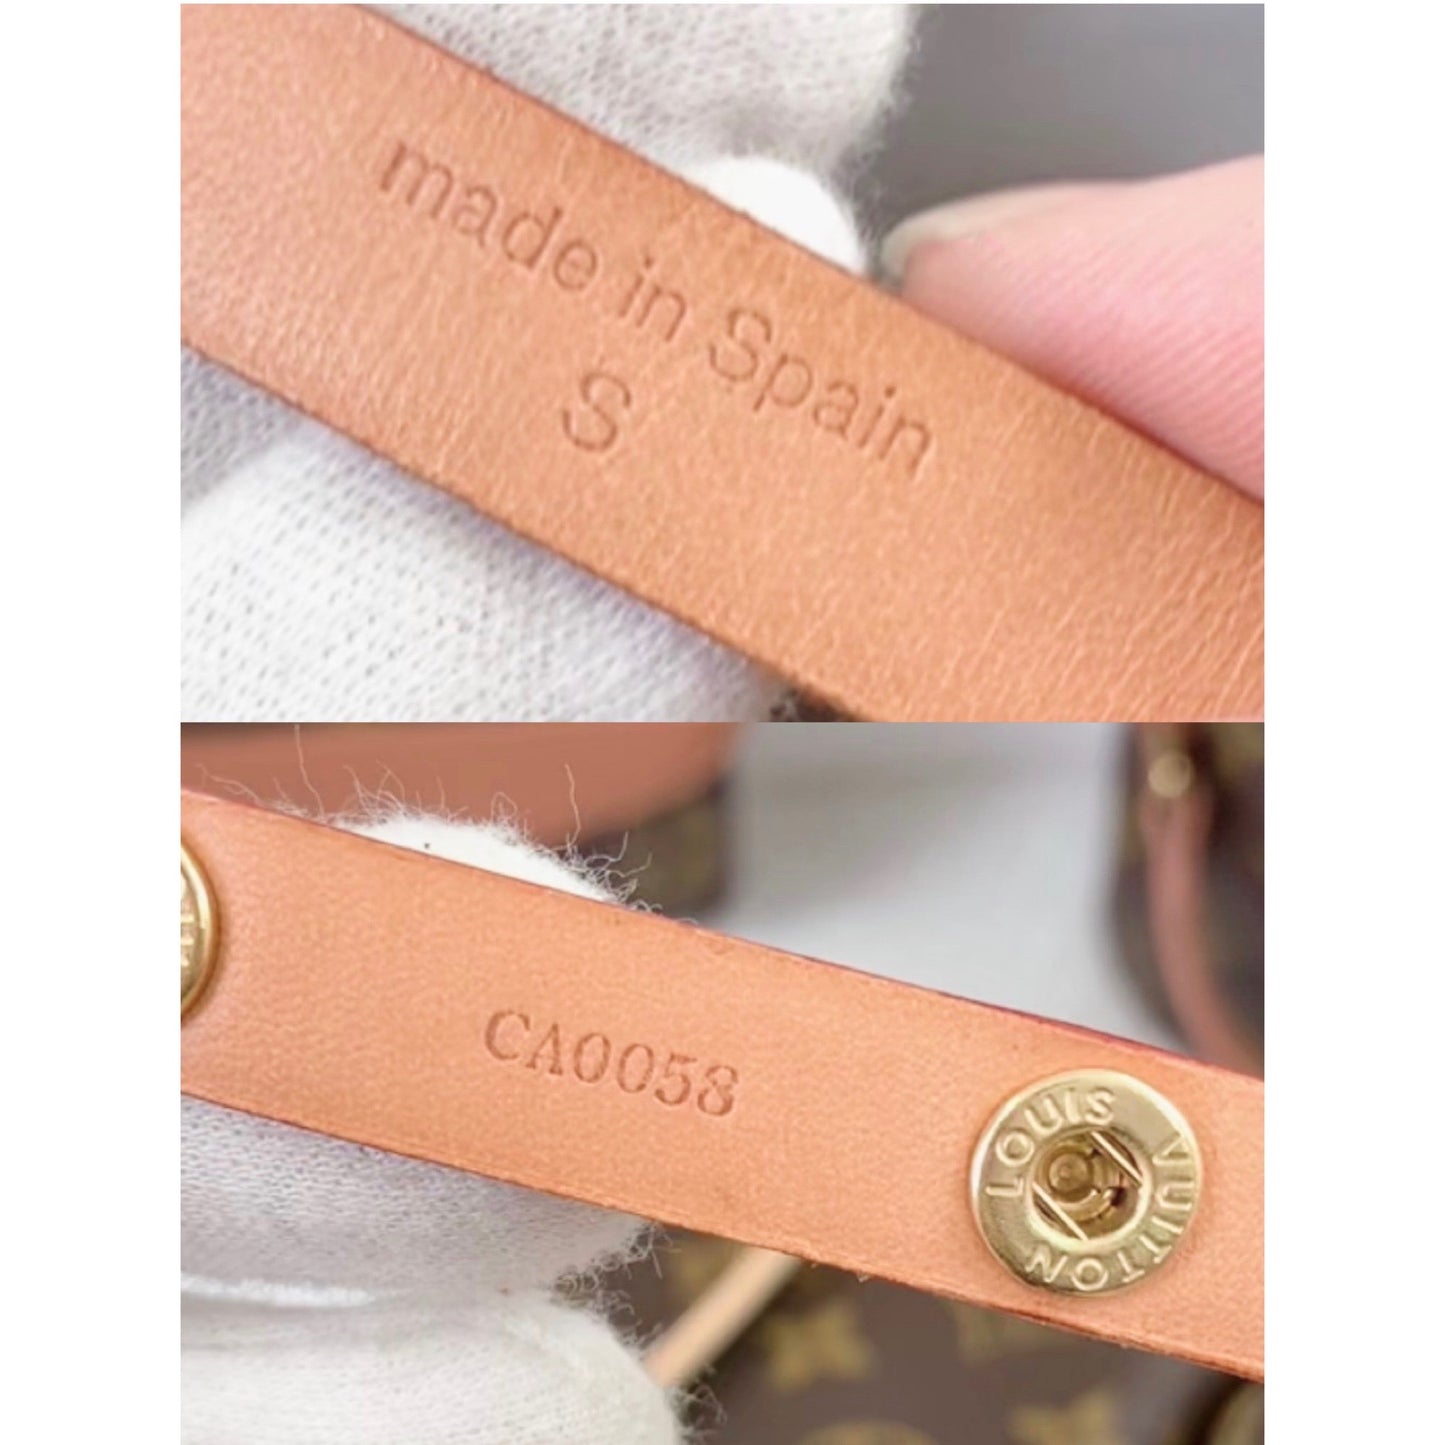 made in Spain
S
CA0058
LOUIS VUITTON